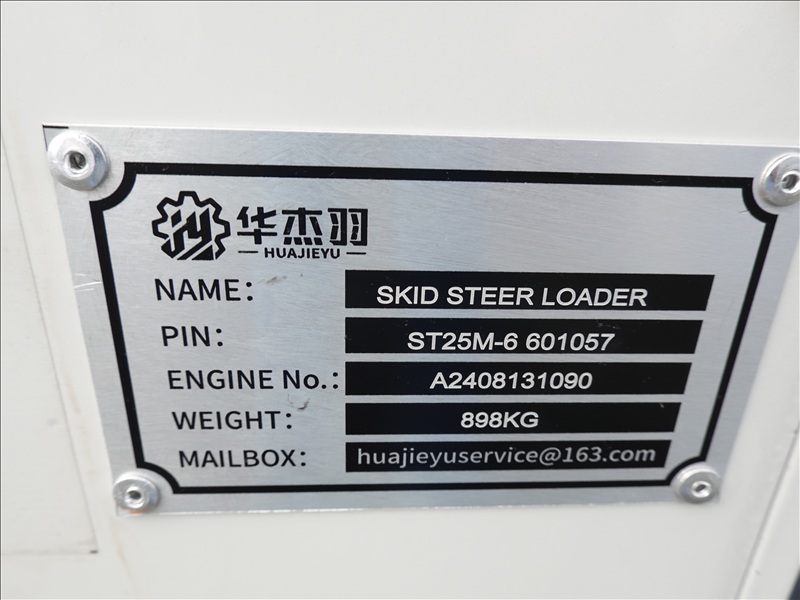 华杰羽
HUAJIEYU
NAME: SKID STEER LOADER
PIN: ST25M-6 601057
ENGINE No.: A2408131090
WEIGHT: 898KG
MAILBOX: huajieyuservice@163.com